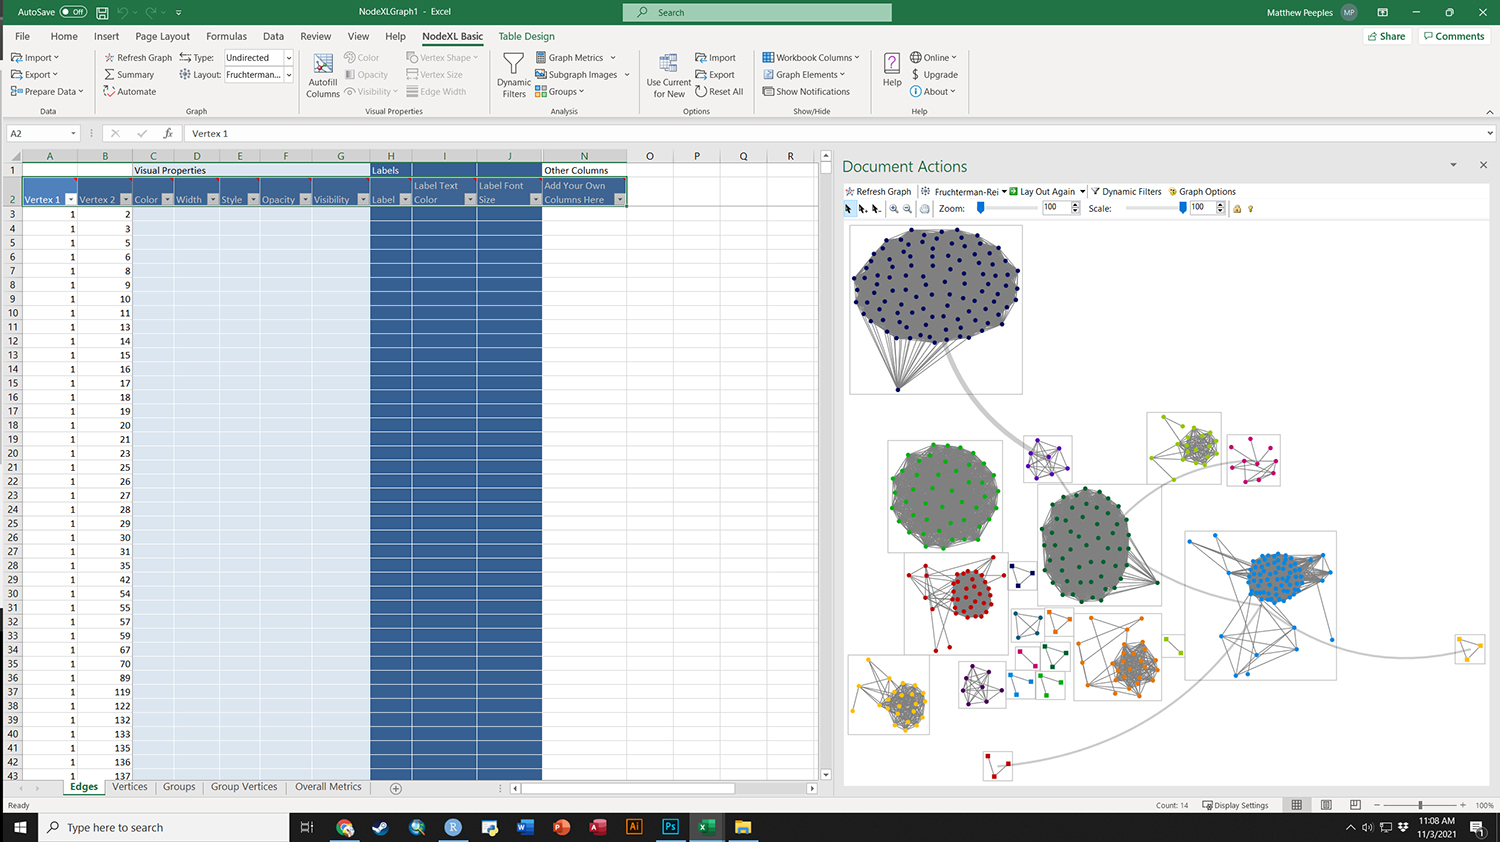 AutoSave Off
NodeXLGraph1 - Excel
Search
Matthew Peeples MP
File Home Insert Page Layout Formulas Data Review View Help NodeXL Basic Table Design
Share Comments
Import
Export
Prepare Data
Data
Refresh Graph
Summary
Automate
Type: Undirected
Layout: Fruchterman...
Graph
Autofill
Columns
Color
Opacity
Visibility
Vertex Shape
Vertex Size
Edge Width
Visual Properties
Dynamic
Filters
Graph Metrics
Subgraph Images
Groups
Analysis
Use Current
for New
Import
Export
Reset All
Options
Workbook Columns
Graph Elements
Show Notifications
Show/Hide
Help
Online
Upgrade
About
Help
A2
fx
Vertex 1
A B C D E F G H I J N O P Q R
1 Visual Properties Labels Other Columns
Label Text Label Font Add Your Own
2 Vertex 1 Vertex 2 Color Width Style Opacity Visibility Label Color Size Columns Here
3 1 2
4 1 3
5 1 5
6 1 6
7 1 8
8 1 9
9 1 10
10 1 11
11 1 13
12 1 14
13 1 15
14 1 16
15 1 17
16 1 18
17 1 19
18 1 20
19 1 21
20 1 23
21 1 25
22 1 26
23 1 27
24 1 28
25 1 29
26 1 30
27 1 31
28 1 35
29 1 42
30 1 54
31 1 55
32 1 57
33 1 59
34 1 67
35 1 70
36 1 89
37 1 119
38 1 122
39 1 132
40 1 133
41 1 135
42 1 136
43 1 137
Edges Vertices Groups Group Vertices Overall Metrics
Document Actions
Refresh Graph Fruchterman-Rei Lay Out Again Dynamic Filters Graph Options
Zoom: 100 Scale: 100
Ready
Count: 14 Display Settings 100%
Type here to search
W P A Ai Ps X
R
11:08 AM
11/3/2021
1